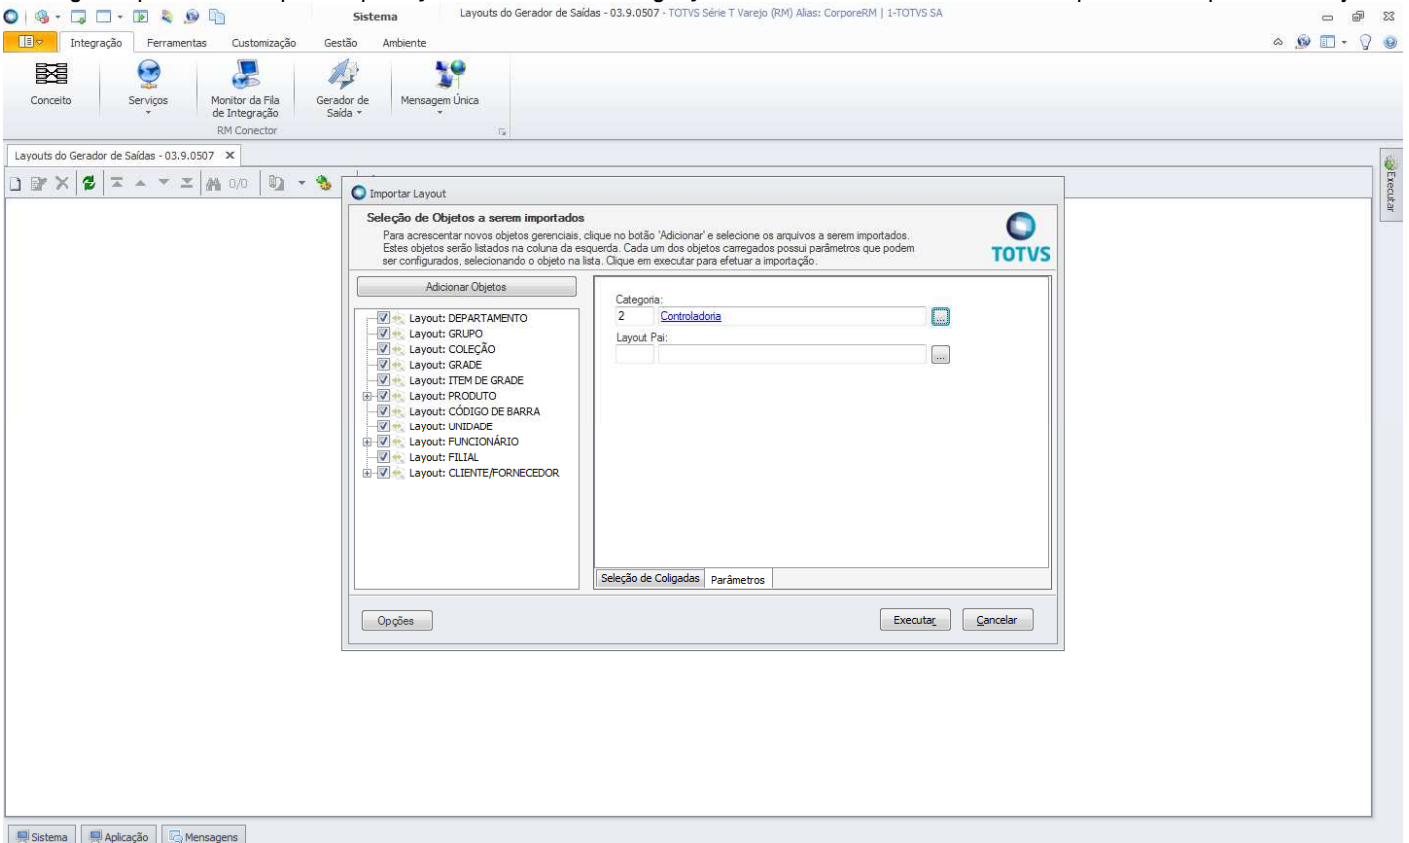 Sistema
Layouts do Gerador de Saídas - 03.9.0507 - TOTVS Série T Varejo (RM) Alias: CorporeRM | 1-TOTVS SA
Integração Ferramentas Customização Gestão Ambiente
Conceito
Serviços
Monitor da Fila
de Integração
Gerador de
Saída
Mensagem Única
RM Conector
Layouts do Gerador de Saídas - 03.9.0507
0/0
Executar
Importar Layout
Seleção de Objetos a serem importados
Para acrescentar novos objetos gerenciais, clique no botão 'Adicionar' e selecione os arquivos a serem importados.
Estes objetos serão listados na coluna da esquerda. Cada um dos objetos carregados possui parâmetros que podem
ser configurados, selecionando o objeto na lista. Clique em executar para efetuar a importação.
TOTVS
Adicionar Objetos
Layout: DEPARTAMENTO
Layout: GRUPO
Layout: COLEÇÃO
Layout: GRADE
Layout: ITEM DE GRADE
Layout: PRODUTO
Layout: CÓDIGO DE BARRA
Layout: UNIDADE
Layout: FUNCIONÁRIO
Layout: FILIAL
Layout: CLIENTE/FORNECEDOR
Categoria:
2 Controladoria ...
Layout Pai:
...
Seleção de Coligadas Parâmetros
Opções Executar Cancelar
Sistema Aplicação Mensagens